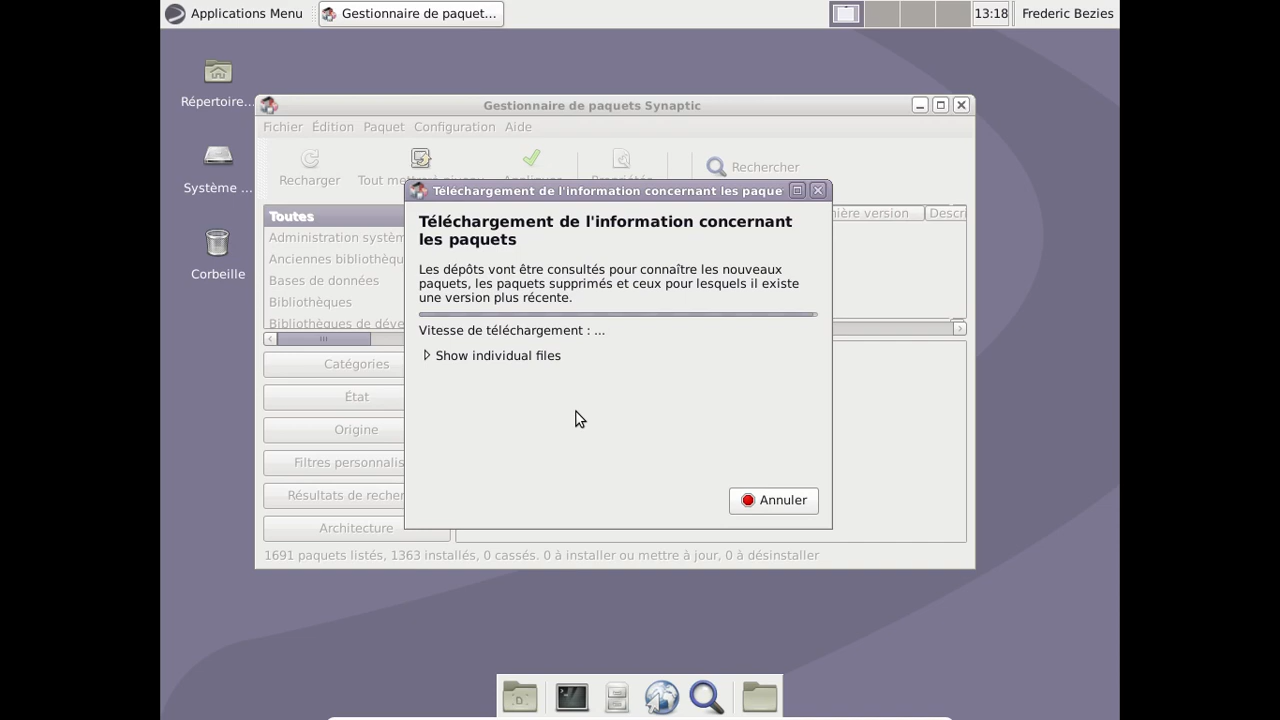 Applications Menu
Gestionnaire de paquet...
13:18
Frederic Bezies
Répertoire...
Système ...
Corbeille
Gestionnaire de paquets Synaptic
Fichier Édition Paquet Configuration Aide
Recharger
Tout
Rechercher
Téléchargement de l'information concernant les paque
Toutes
Administration systèm
Anciennes bibliothèqu
Bases de données
Bibliothèques
Bibliothèques de déve
nière version
Descri
Téléchargement de l'information concernant
les paquets
Les dépôts vont être consultés pour connaître les nouveaux
paquets, les paquets supprimés et ceux pour lesquels il existe
une version plus récente.
Vitesse de téléchargement : ...
Show individual files
Annuler
Catégories
État
Origine
Filtres personnalis
Résultats de recher
Architecture
1691 paquets listés, 1363 installés, 0 cassés. 0 à installer ou mettre à jour, 0 à désinstaller